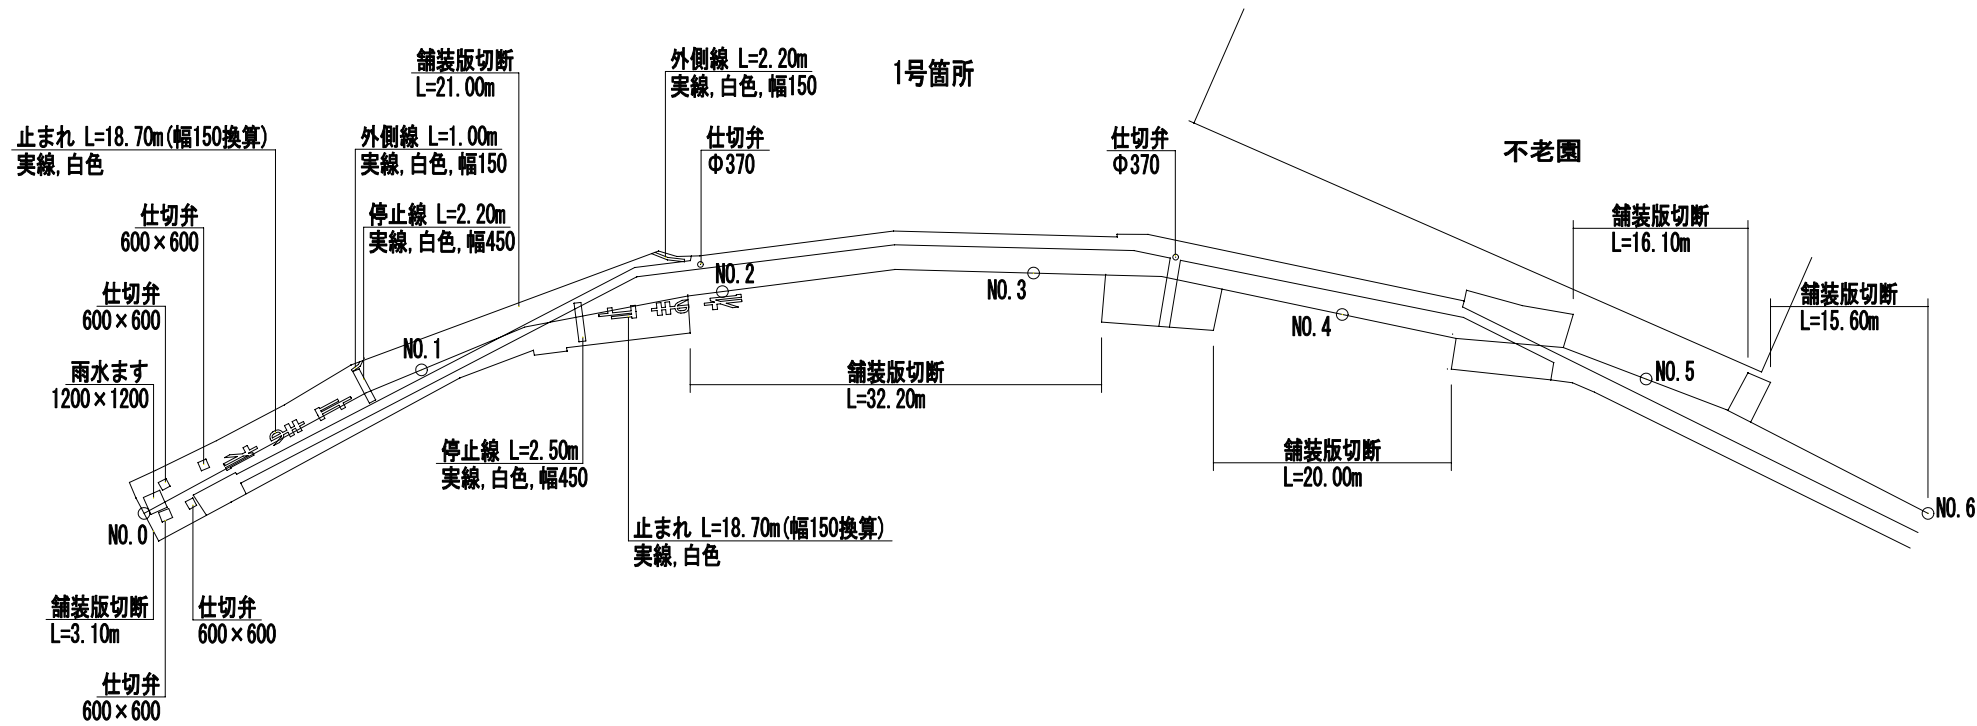 舗装版切断
L=21.00m
外側線 L=2.20m
実線,白色,幅150
1号箇所
止まれ L=18.70m(幅150換算)
実線,白色
外側線 L=1.00m
実線,白色,幅150
仕切弁
Φ370
仕切弁
Φ370
不老園
仕切弁
600×600
停止線 L=2.20m
実線,白色,幅450
舗装版切断
L=16.10m
仕切弁
600×600
NO.2
NO.3
NO.4
舗装版切断
L=15.60m
雨水ます
1200×1200
NO.1
止まれ
止まれ
舗装版切断
L=32.20m
NO.5
停止線 L=2.50m
実線,白色,幅450
舗装版切断
L=20.00m
NO.0
止まれ L=18.70m(幅150換算)
実線,白色
NO.6
舗装版切断
L=3.10m
仕切弁
600×600
仕切弁
600×600